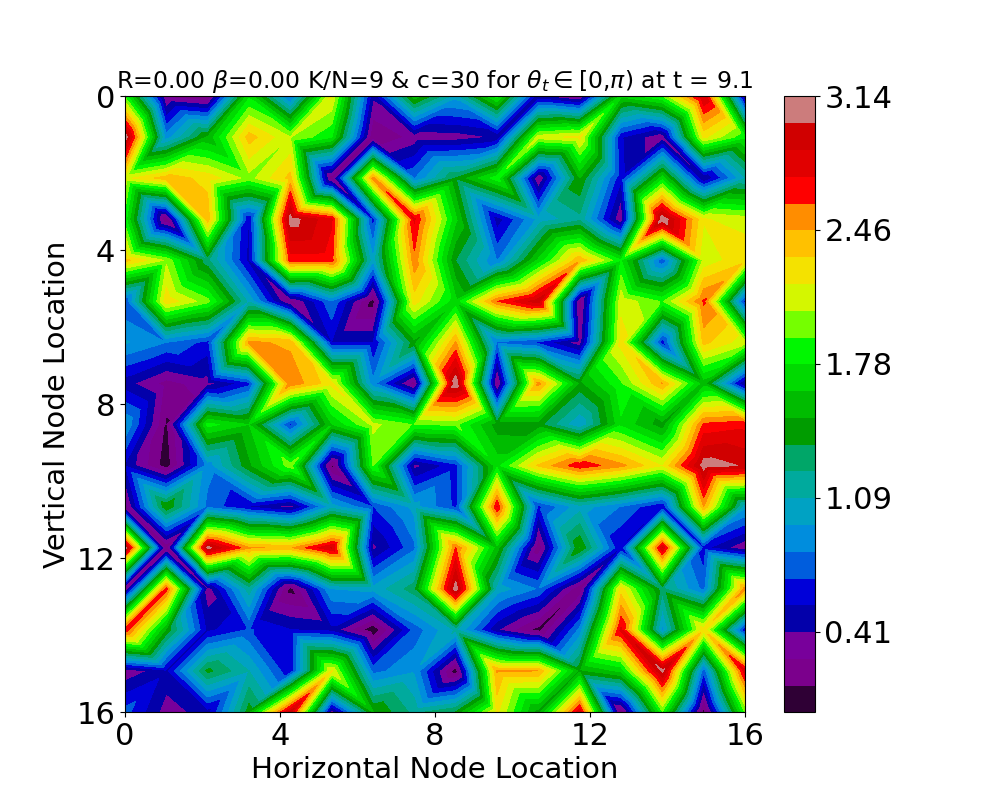 R=0.00 β=0.00 K/N=9 & c=30 for θₜ∈[0,π) at t = 9.1
0
4
8
12
16
Vertical Node Location
0 4 8 12 16
Horizontal Node Location
3.14
2.46
1.78
1.09
0.41